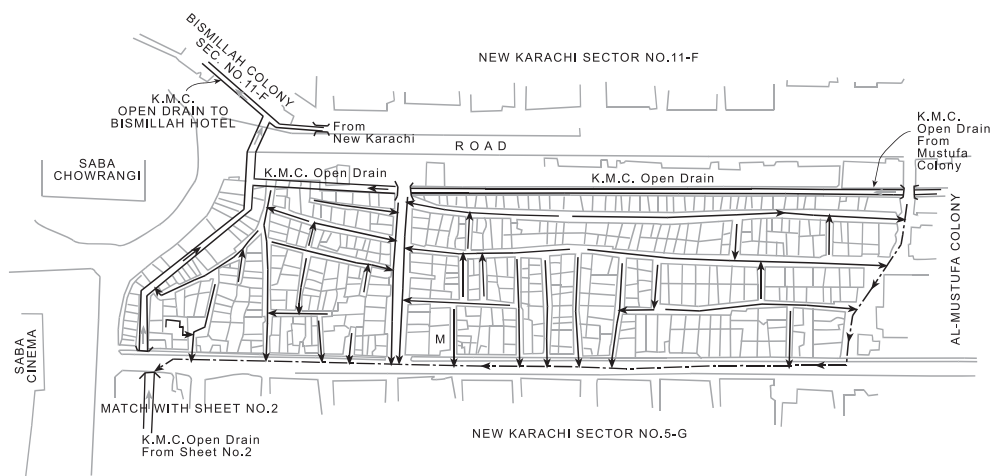 BISMILLAH COLONY
SEC. NO.11-F
NEW KARACHI SECTOR NO.11-F
K.M.C.
OPEN DRAIN TO
BISMILLAH HOTEL
From
New Karachi
ROAD
K.M.C.
Open Drain
From
Mustufa
Colony
SABA
CHOWRANGI
K.M.C. Open Drain
K.M.C. Open Drain
AL-MUSTUFA COLONY
SABA
CINEMA
M
MATCH WITH SHEET NO.2
K.M.C.Open Drain
From Sheet No.2
NEW KARACHI SECTOR NO.5-G